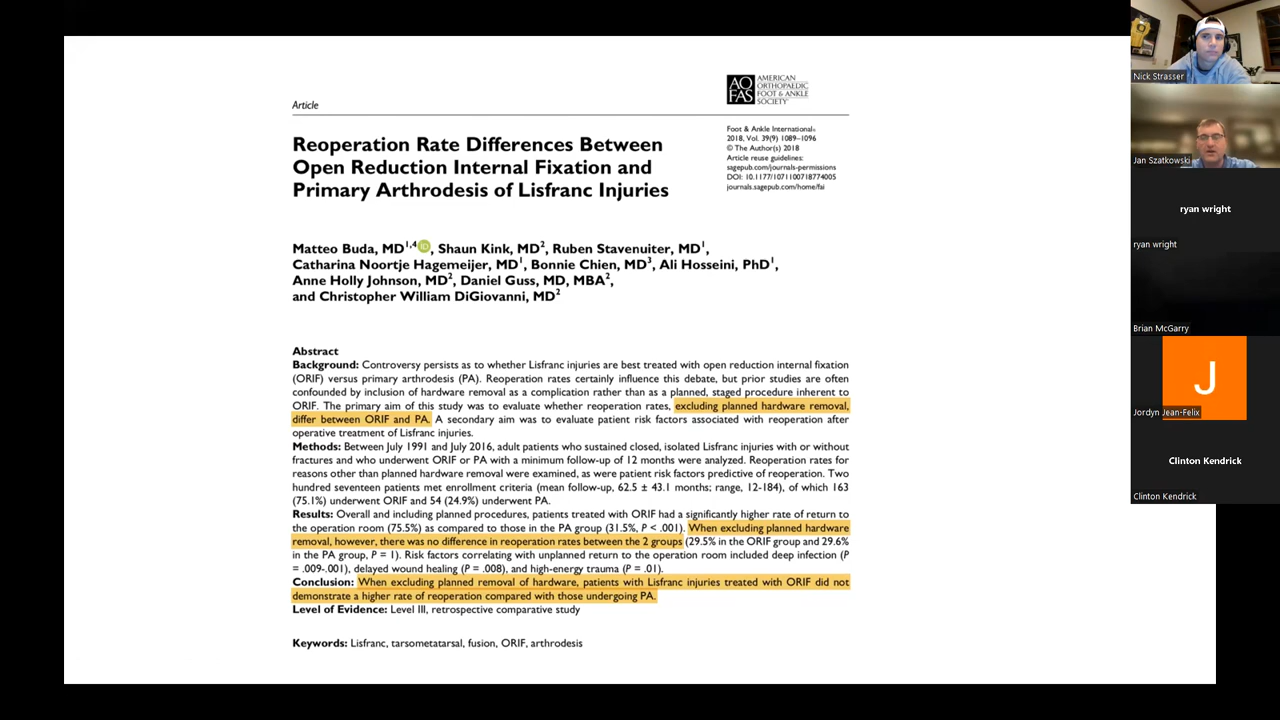 Article
AO
FAS
AMERICAN
ORTHOPAEDIC
FOOT & ANKLE
SOCIETY
Reoperation Rate Differences Between
Open Reduction Internal Fixation and
Primary Arthrodesis of Lisfranc Injuries
Foot & Ankle International®
2018, Vol. 39(9) 1089–1096
© The Author(s) 2018
Article reuse guidelines:
sagepub.com/journals-permissions
DOI: 10.1177/1071100718774005
journals.sagepub.com/home/fai
Matteo Buda, MD1,4 iD, Shaun Kink, MD2, Ruben Stavenuiter, MD1,
Catharina Noortje Hagemeijer, MD1, Bonnie Chien, MD3, Ali Hosseini, PhD1,
Anne Holly Johnson, MD2, Daniel Guss, MD, MBA2,
and Christopher William DiGiovanni, MD2
Abstract
Background: Controversy persists as to whether Lisfranc injuries are best treated with open reduction internal fixation
(ORIF) versus primary arthrodesis (PA). Reoperation rates certainly influence this debate, but prior studies are often
confounded by inclusion of hardware removal as a complication rather than as a planned, staged procedure inherent to
ORIF. The primary aim of this study was to evaluate whether reoperation rates, excluding planned hardware removal,
differ between ORIF and PA. A secondary aim was to evaluate patient risk factors associated with reoperation after
operative treatment of Lisfranc injuries.
Methods: Between July 1991 and July 2016, adult patients who sustained closed, isolated Lisfranc injuries with or without
fractures and who underwent ORIF or PA with a minimum follow-up of 12 months were analyzed. Reoperation rates for
reasons other than planned hardware removal were examined, as were patient risk factors predictive of reoperation. Two
hundred seventeen patients met enrollment criteria (mean follow-up, 62.5 ± 43.1 months; range, 12-184), of which 163
(75.1%) underwent ORIF and 54 (24.9%) underwent PA.
Results: Overall and including planned procedures, patients treated with ORIF had a significantly higher rate of return to
the operation room (75.5%) as compared to those in the PA group (31.5%, P < .001). When excluding planned hardware
removal, however, there was no difference in reoperation rates between the 2 groups (29.5% in the ORIF group and 29.6%
in the PA group, P = 1). Risk factors correlating with unplanned return to the operation room included deep infection (P
= .009-.001), delayed wound healing (P = .008), and high-energy trauma (P = .01).
Conclusion: When excluding planned removal of hardware, patients with Lisfranc injuries treated with ORIF did not
demonstrate a higher rate of reoperation compared with those undergoing PA.
Level of Evidence: Level III, retrospective comparative study
Keywords: Lisfranc, tarsometatarsal, fusion, ORIF, arthrodesis
Nick Strasser
Jan Szatkowski
ryan wright
ryan wright
Brian McGarry
J
Jordyn Jean-Felix
Clinton Kendrick
Clinton Kendrick